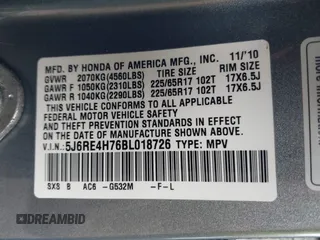 MFD. BY HONDA OF AMERICA MFG., INC. 11/'10
GVWR 2070KG(4560LBS) TIRE SIZE RIM SIZE
GAWR F 1050KG(2310LBS) 225/65R17 102T 17X6.5J
GAWR R 1040KG(2290LBS) 225/65R17 102T 17X6.5J
THIS VEHICLE CONFORMS TO ALL APPLICABLE
FEDERAL MOTOR VEHICLE SAFETY AND THEFT
PREVENTION STANDARDS IN EFFECT ON THE DATE
OF MANUFACTURE SHOWN ABOVE.
V.I.N.: 5J6RE4H76BL018726 TYPE: MPV
SXS B AC6 -G532M -F-L
DREAMBID